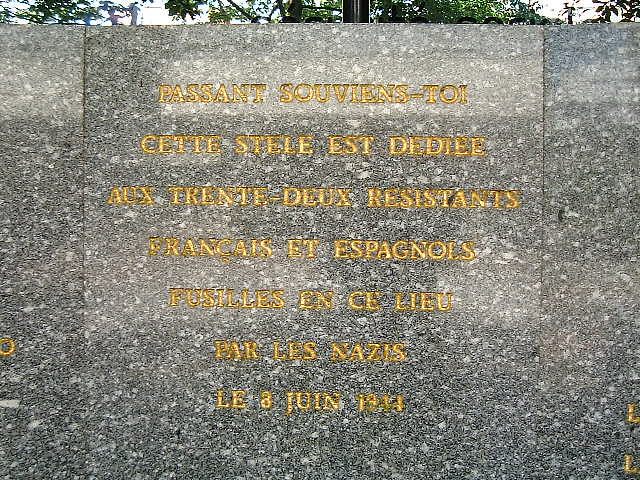 PASSANT SOUVIENS-TOI
CETTE STELE EST DEDIEE
AUX TRENTE-DEUX RESISTANTS
FRANÇAIS ET ESPAGNOLS
FUSILLES EN CE LIEU
PAR LES NAZIS
LE 8 JUIN 1944